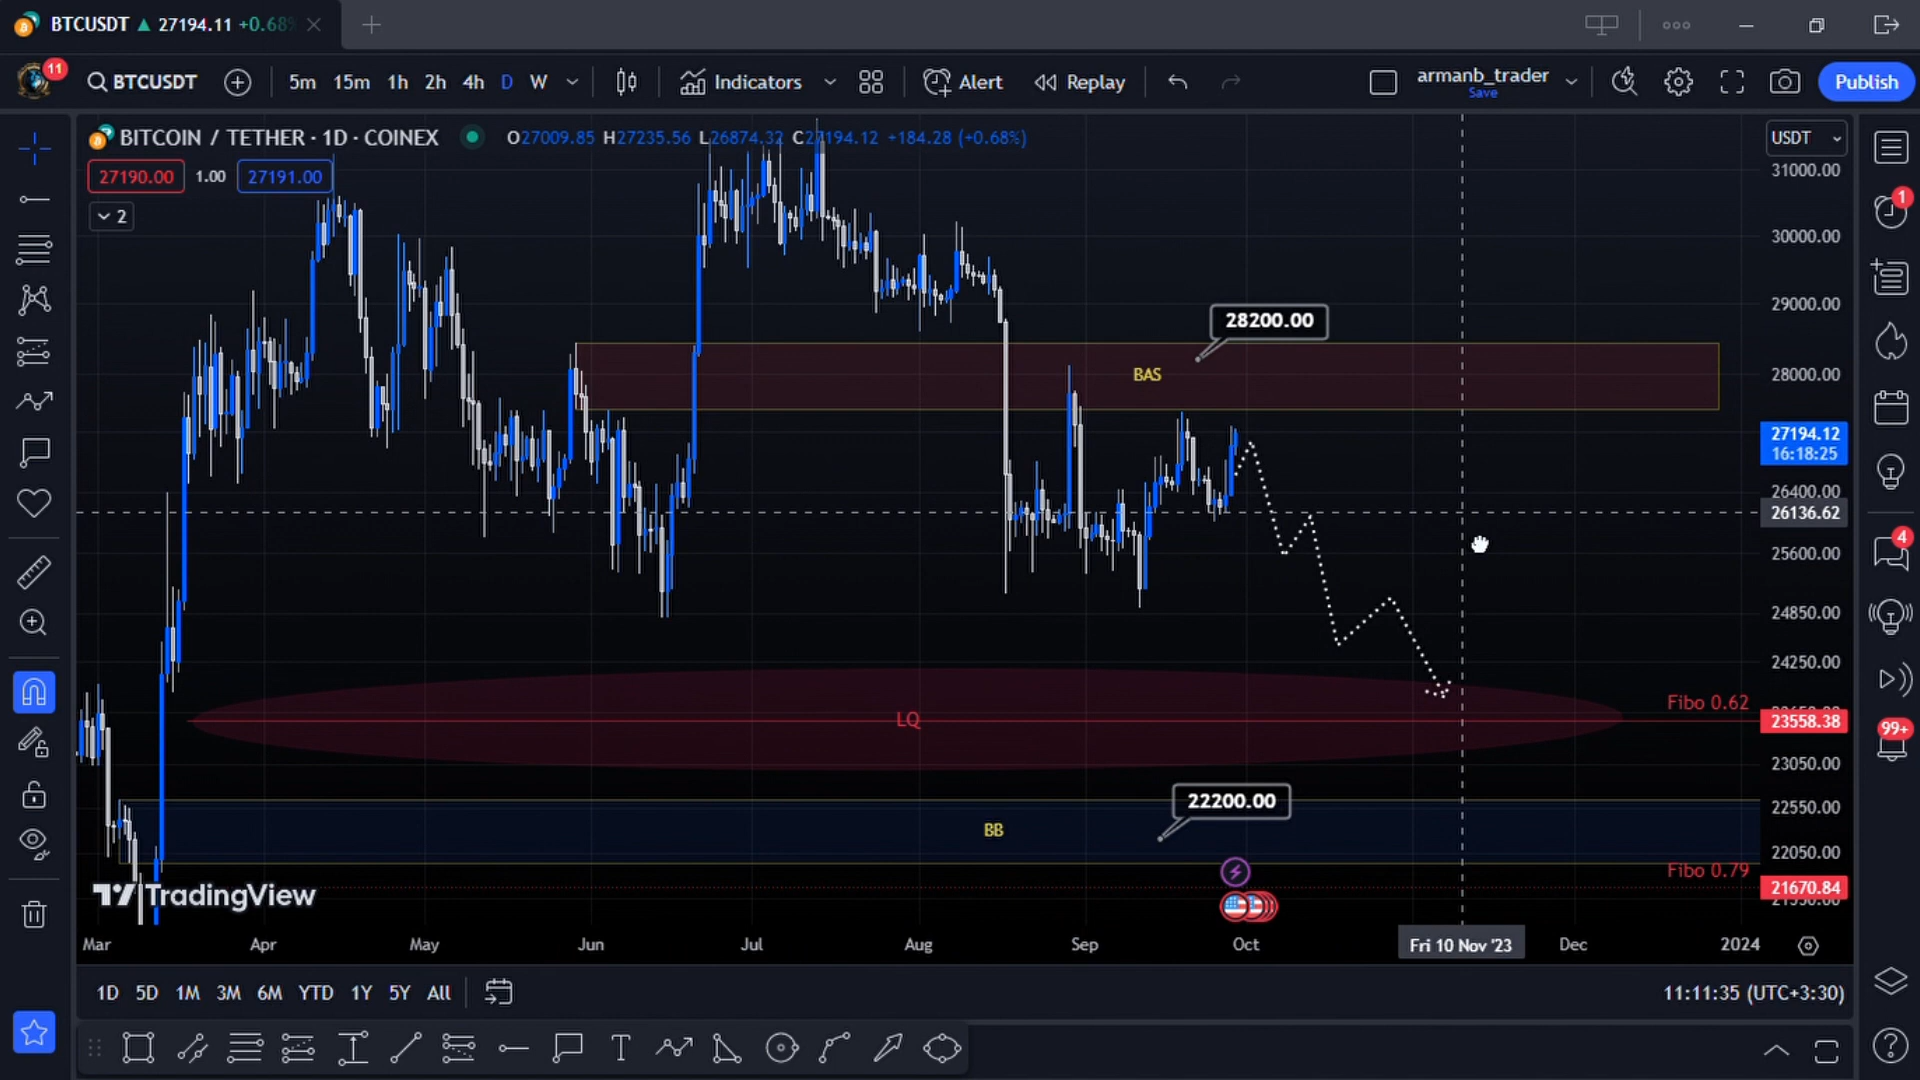 BTCUSDT ▲ 27194.11 +0.68%
11
BTCUSDT 5m 15m 1h 2h 4h D W Indicators Alert Replay armanb_trader Save Publish
BITCOIN / TETHER · 1D · COINEX O27009.85 H27235.56 L26874.32 C27194.12 +184.28 (+0.68%)
27190.00 1.00 27191.00
2
USDT
31000.00
30000.00
29000.00
28000.00
27194.12
16:18:25
26400.00
26136.62
25600.00
24850.00
24250.00
23558.38
23050.00
22550.00
22050.00
21670.84
28200.00
BAS
Fibo 0.62
LQ
22200.00
BB
Fibo 0.79
TradingView
1
4
99+
Mar Apr May Jun Jul Aug Sep Oct Fri 10 Nov '23 Dec 2024
1D 5D 1M 3M 6M YTD 1Y 5Y All 11:11:35 (UTC+3:30)
T